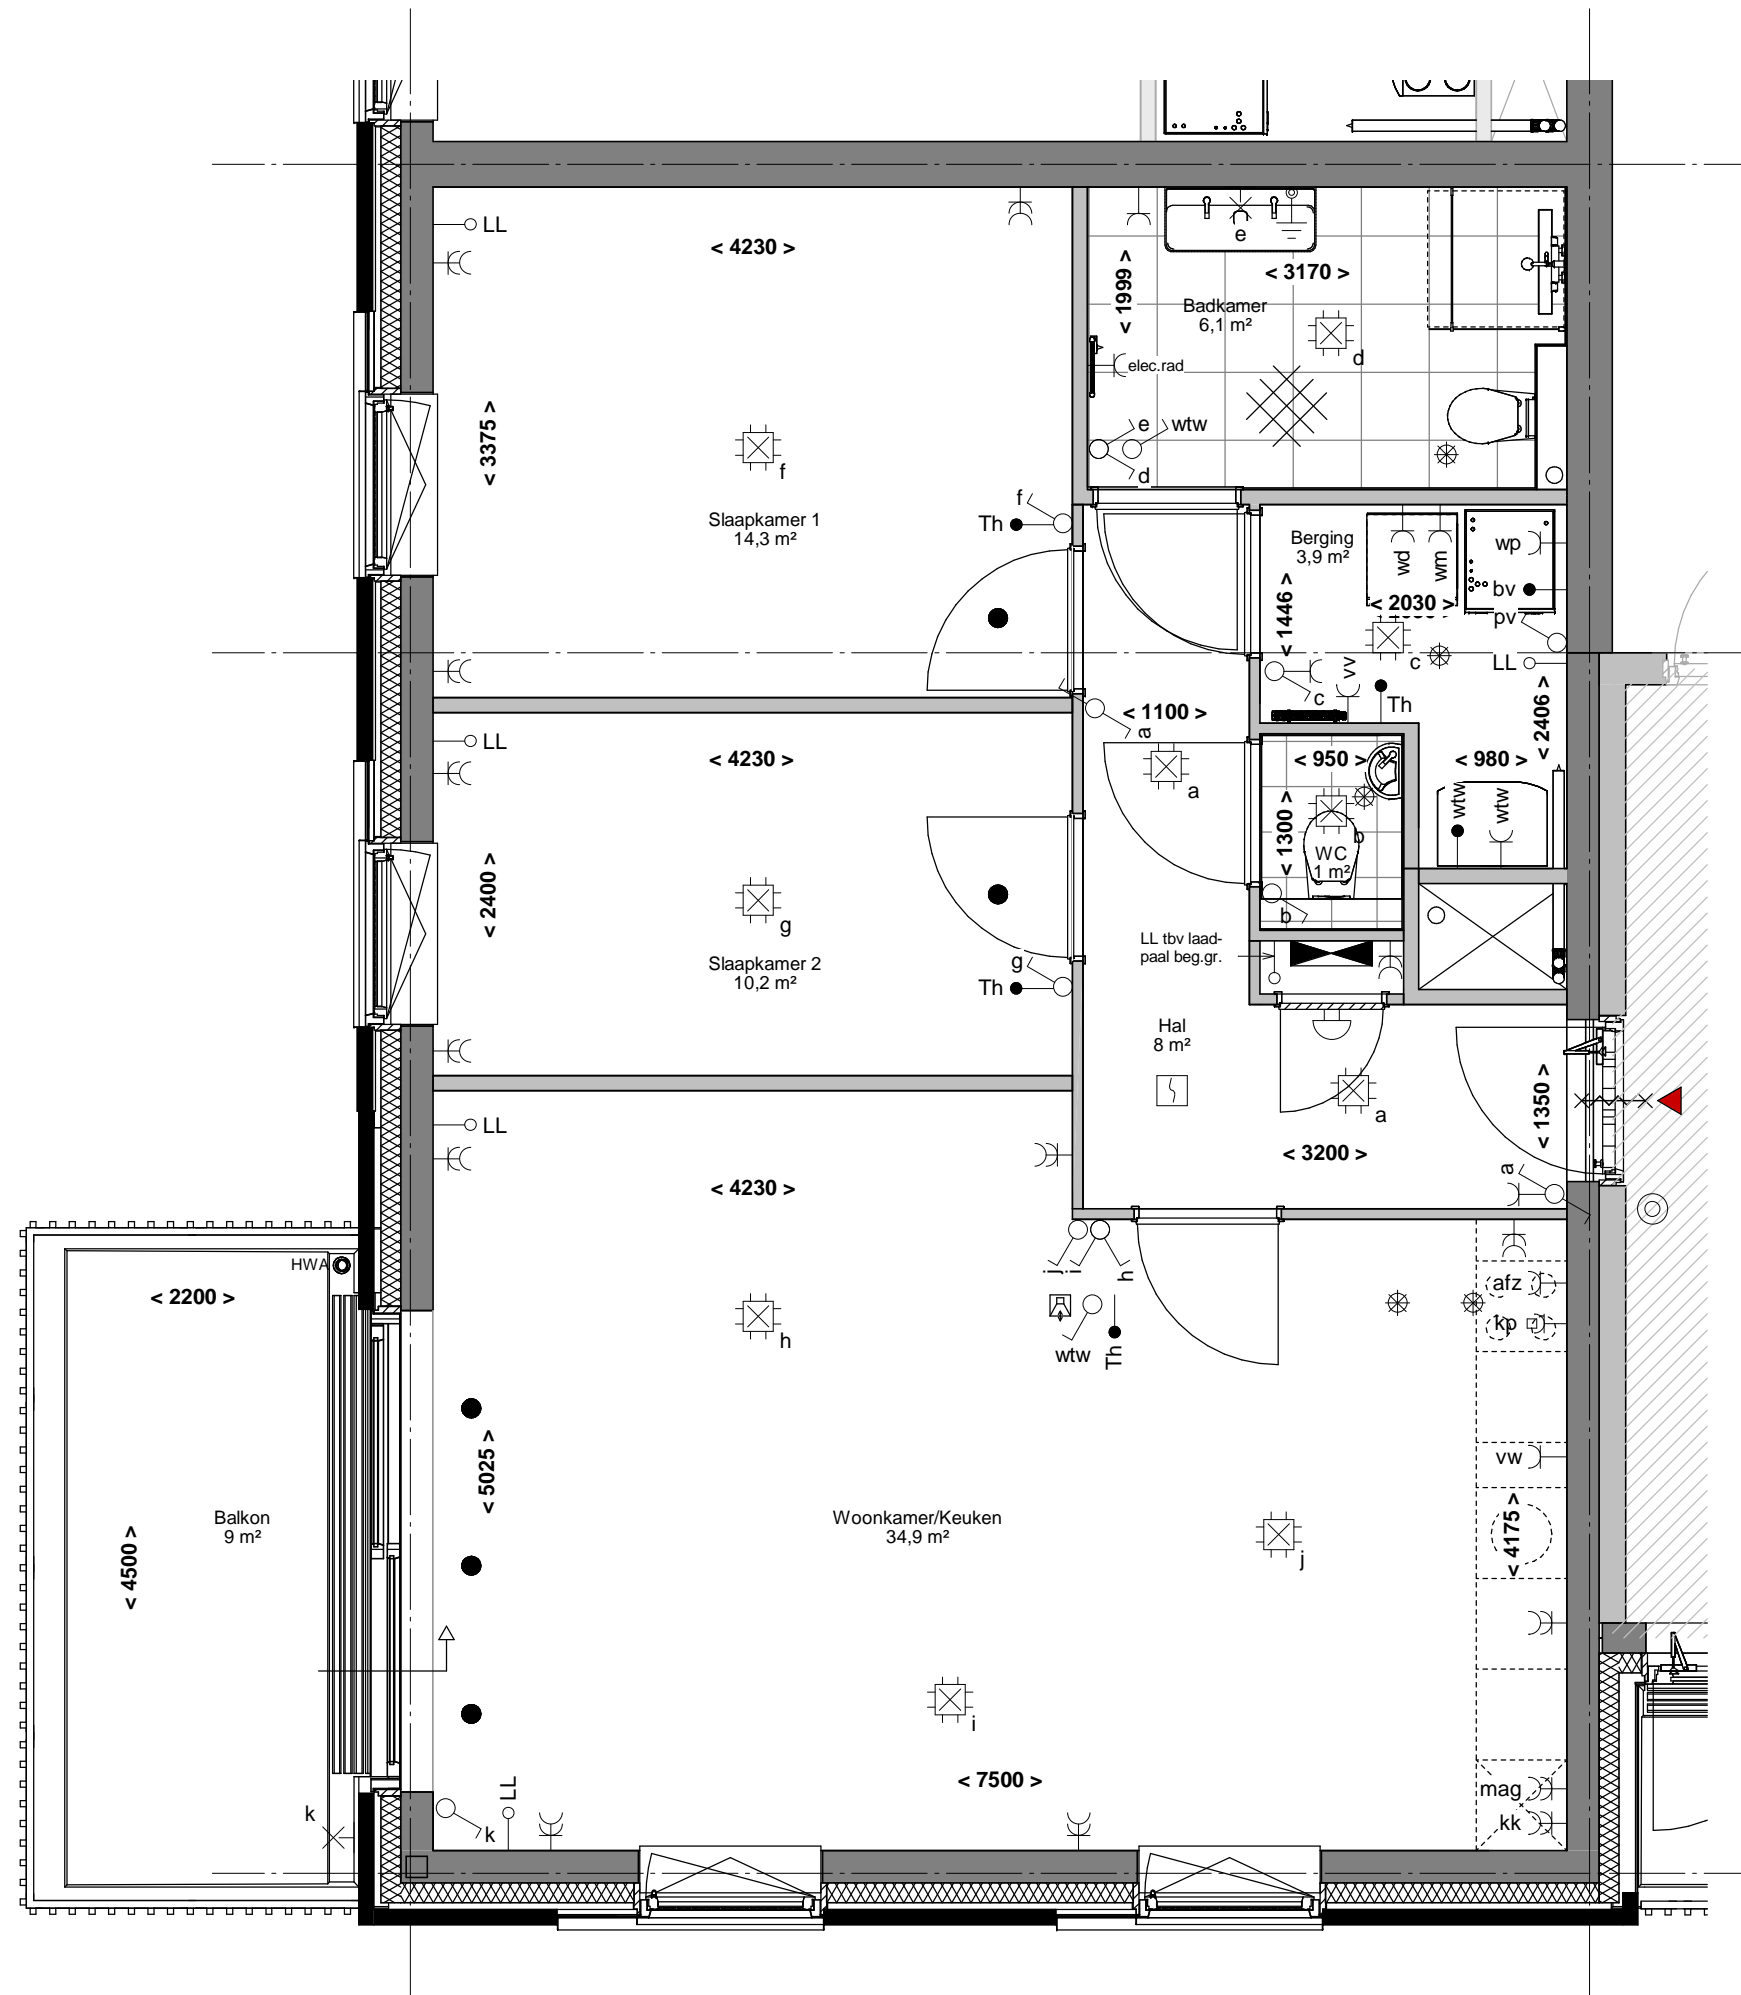 LL
< 4230 >
< 3375 >
f
Slaapkamer 1
14,3 m²
f
Th
e
< 3170 >
< 1999 >
Badkamer
6,1 m²
d
elec.rad
e
wtw
d
Berging
3,9 m²
wd
wm
wp
bv
pv
< 2030 >
< 1446 >
c
LL
vv
c
Th
< 2406 >
< 1100 >
a
a
< 950 >
< 980 >
< 1300 >
b
WC
1 m²
b
wtw
wtw
LL
< 4230 >
< 2400 >
g
Slaapkamer 2
10,2 m²
g
Th
LL tbv laad-
paal beg.gr.
Hal
8 m²
a
< 1350 >
< 3200 >
a
LL
< 4230 >
HWA
< 2200 >
h
j
i
h
wtw
Th
afz
kp
vw
< 5025 >
Balkon
9 m²
< 4500 >
Woonkamer/Keuken
34,9 m²
j
< 4175 >
i
< 7500 >
mag
kk
k
k
LL